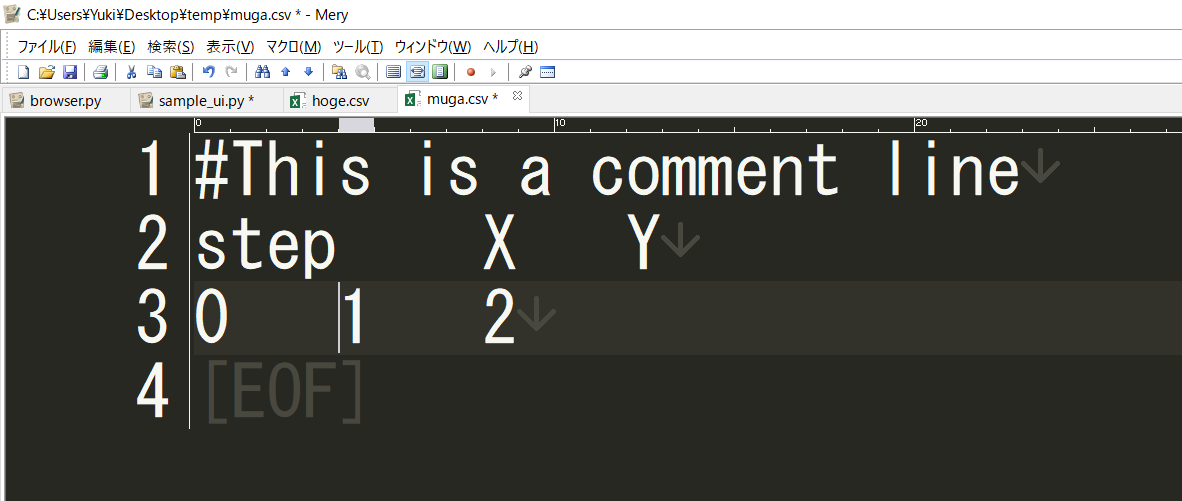 C:¥Users¥Yuki¥Desktop¥temp¥muga.csv * - Mery
ファイル(F) 編集(E) 検索(S) 表示(V) マクロ(M) ツール(T) ウィンドウ(W) ヘルプ(H)
browser.py sample_ui.py * hoge.csv muga.csv *
0 10 20
1 #This is a comment line↓
2 step X Y↓
3 0 1 2↓
4 [EOF]